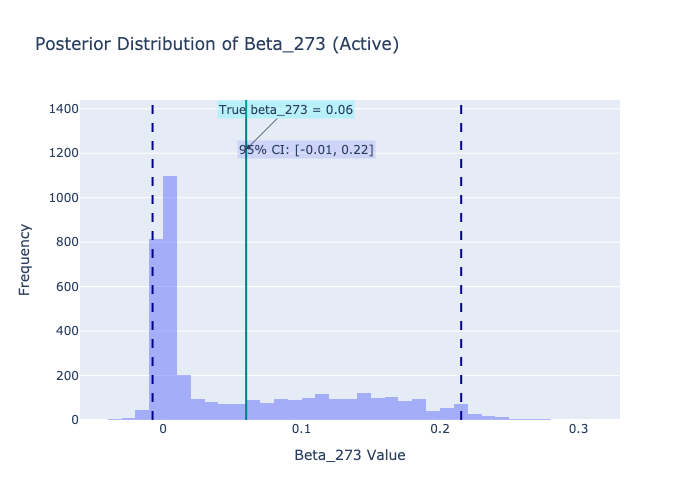 Posterior Distribution of Beta_273 (Active)
True beta_273 = 0.06
95% CI: [-0.01, 0.22]
1400
1200
1000
800
600
400
200
0
Frequency
0
0.1
0.2
0.3
Beta_273 Value